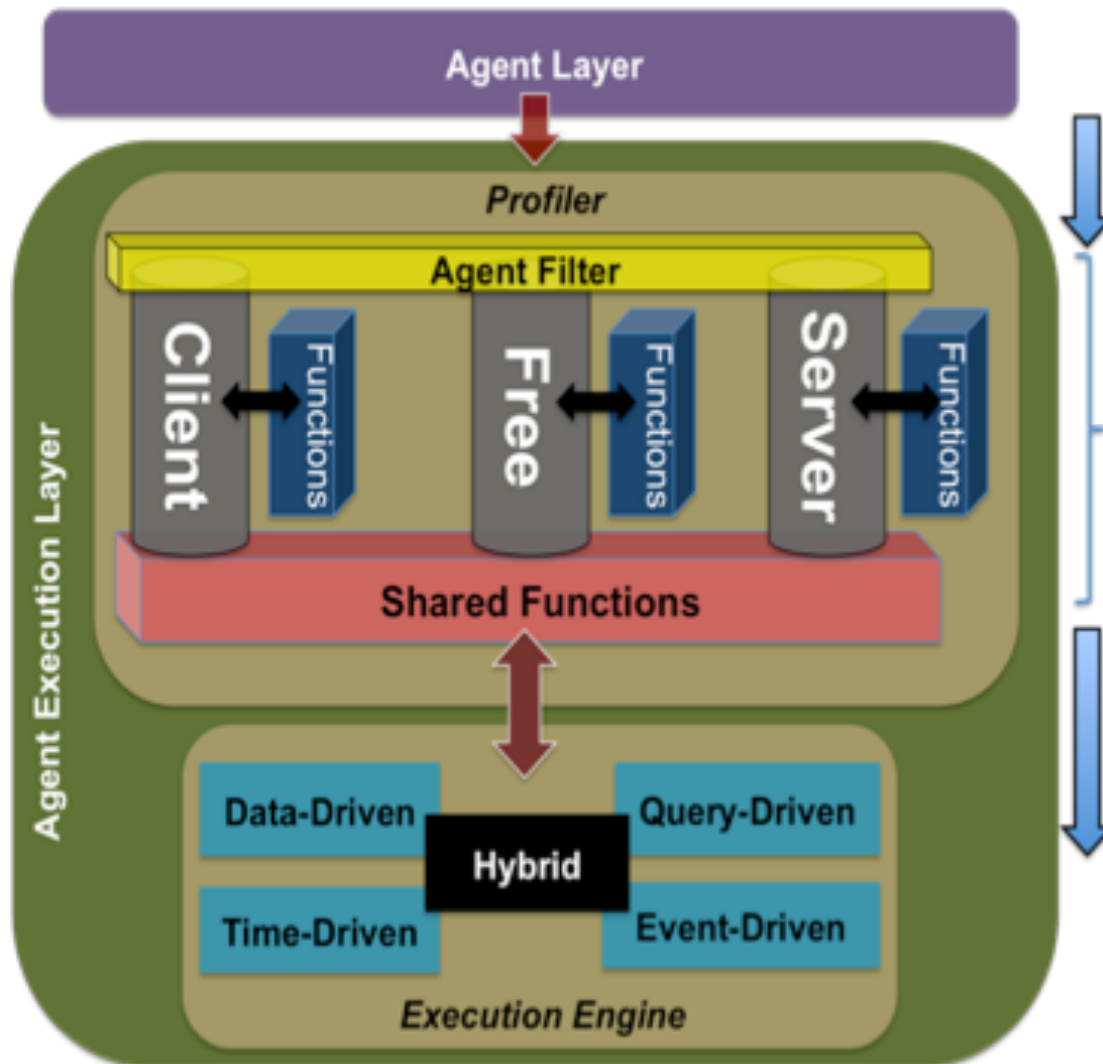 Agent Layer
Profiler
Agent Filter
Client
Functions
Free
Functions
Server
Functions
Shared Functions
Agent Execution Layer
Data-Driven
Query-Driven
Hybrid
Time-Driven
Event-Driven
Execution Engine